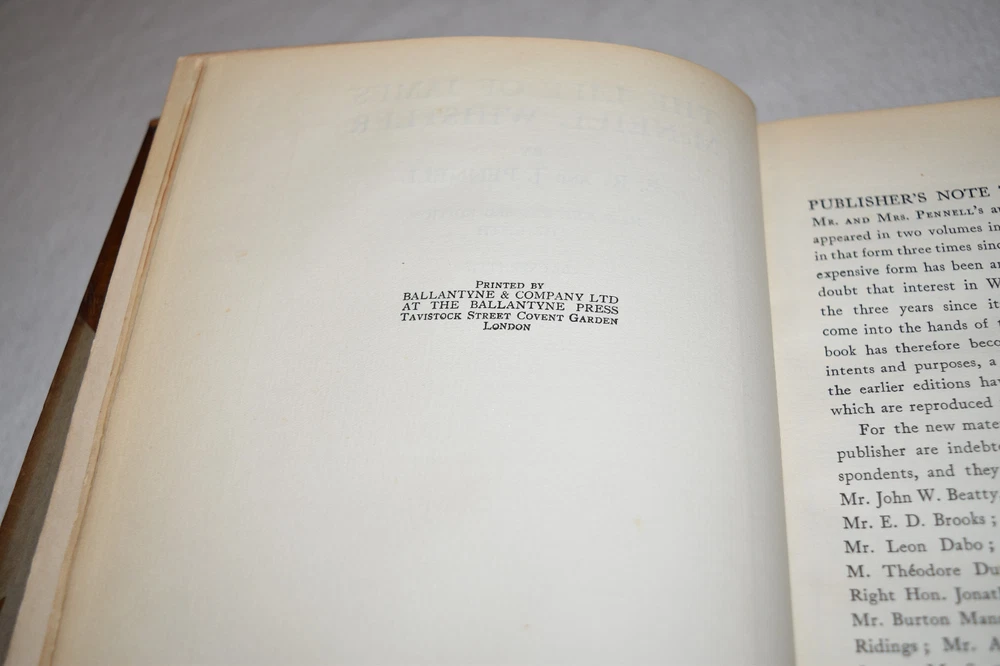 PRINTED BY
BALLANTYNE & COMPANY LTD
AT THE BALLANTYNE PRESS
TAVISTOCK STREET COVENT GARDEN
LONDON
PUBLISHER'S NOTE
MR. AND MRS. PENNELL'S
appeared in two volumes in
in that form three times
expensive form has been
doubt that interest in
the three years since it
come into the hands of
book has therefore
intents and purposes, a
the earlier editions
which are reproduced
For the new
publisher are
spondents, and they
Mr. John W. Beatty
Mr. E. D. Brooks ;
Mr. Leon Dabo ;
M. Théodore
Right Hon.
Mr. Burton
Ridings ; Mr. A